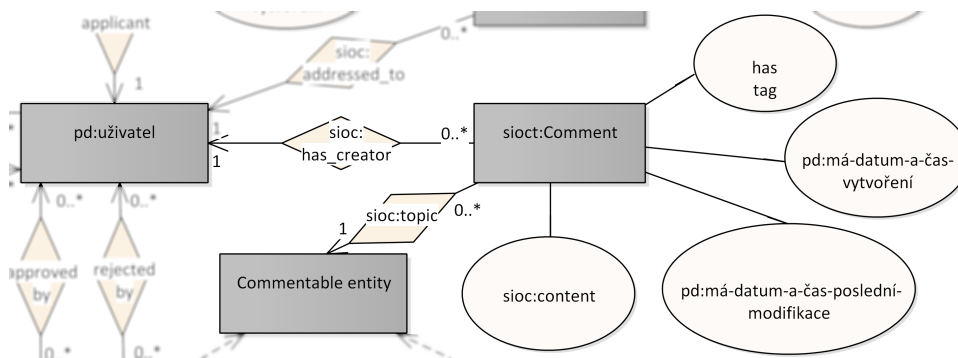 applicant
0..*
sioc:
addressed_to
1
has
tag
pd:uživatel
1
1
sioc:
has_creator
0..*
sioct:Comment
pd:má-datum-a-čas-
vytvoření
0..*
0..*
sioc:topic
0..*
1
approved
by
rejected
by
Commentable entity
sioc:content
pd:má-datum-a-čas-poslední-
modifikace
0..*
0..*